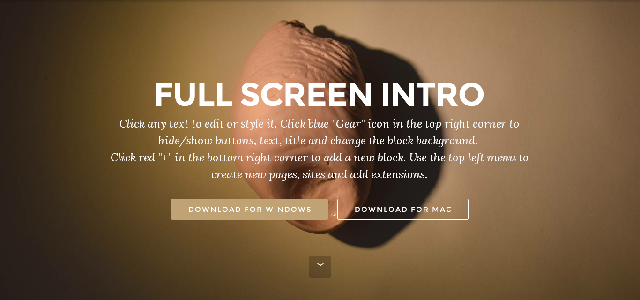 FULL SCREEN INTRO
Click any text to edit or style it. Click blue "Gear" icon in the top right corner to
hide/show buttons, text, title and change the block background.
Click red "+" in the bottom right corner to add a new block. Use the top left menu to
create new pages, sites and add extensions.
DOWNLOAD FOR WINDOWS
DOWNLOAD FOR MAC